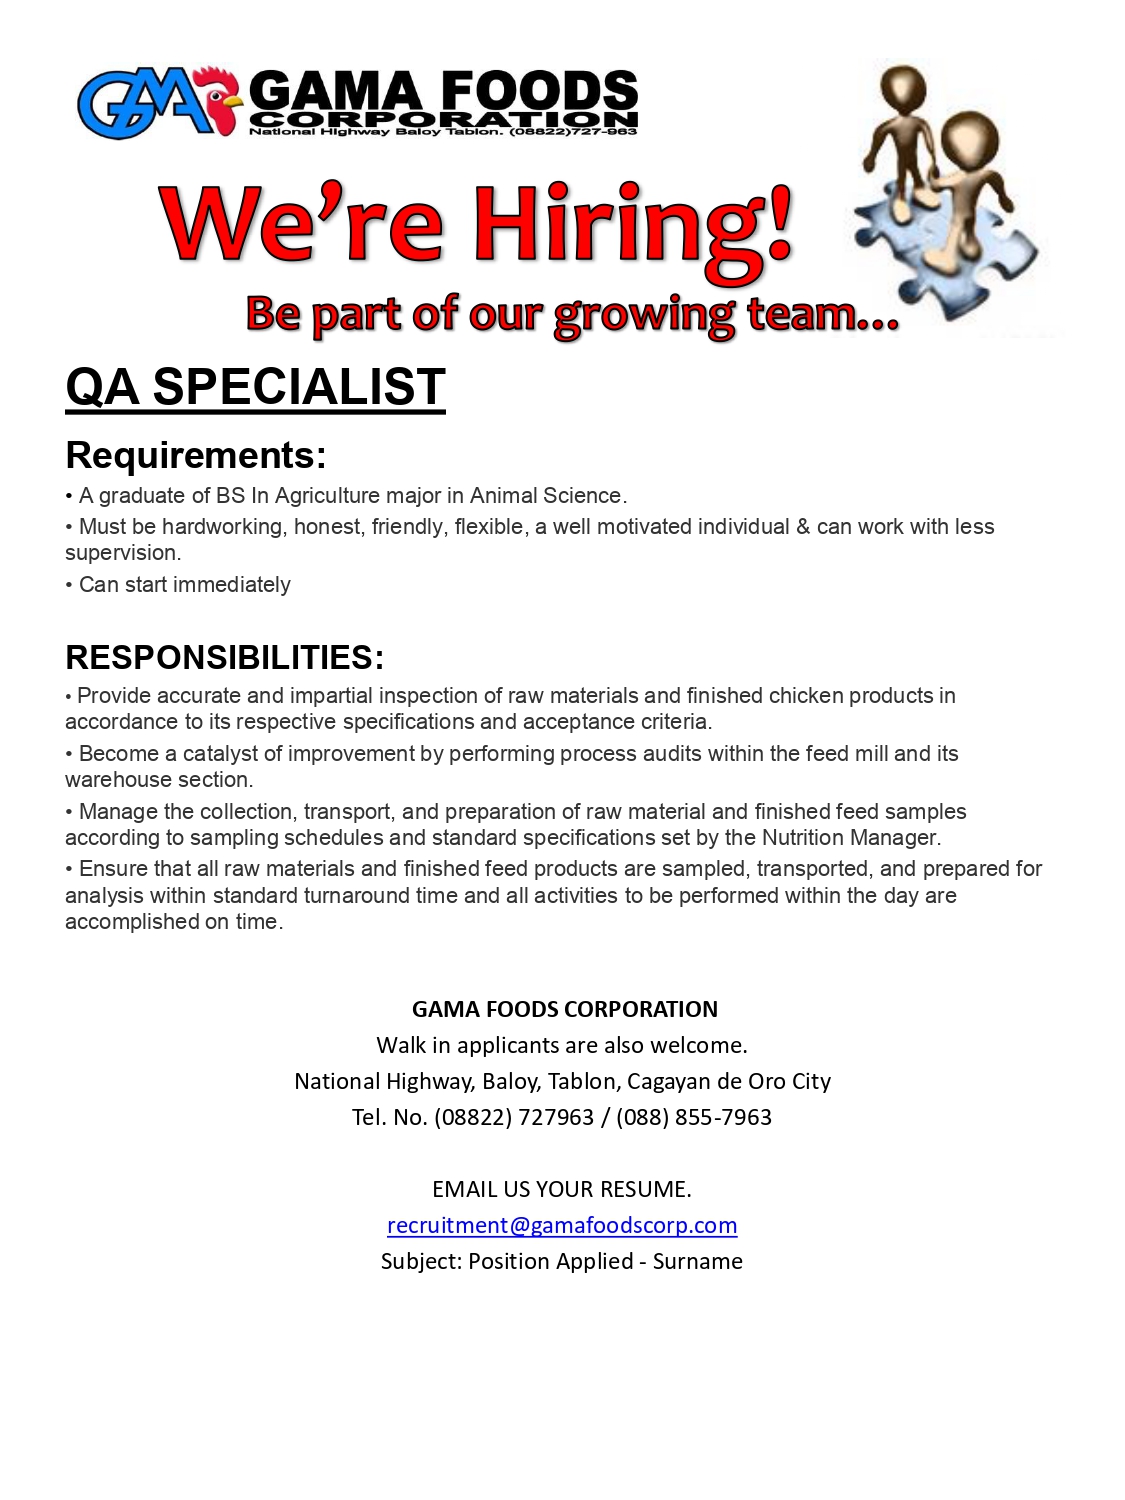 GMA GAMA FOODS
CORPORATION
National Highway Baloy Tablon. (08822)727-963
We're Hiring!
Be part of our growing team...
QA SPECIALIST
Requirements:
• A graduate of BS In Agriculture major in Animal Science.
• Must be hardworking, honest, friendly, flexible, a well motivated individual & can work with less
supervision.
• Can start immediately
RESPONSIBILITIES:
• Provide accurate and impartial inspection of raw materials and finished chicken products in
accordance to its respective specifications and acceptance criteria.
• Become a catalyst of improvement by performing process audits within the feed mill and its
warehouse section.
• Manage the collection, transport, and preparation of raw material and finished feed samples
according to sampling schedules and standard specifications set by the Nutrition Manager.
• Ensure that all raw materials and finished feed products are sampled, transported, and prepared for
analysis within standard turnaround time and all activities to be performed within the day are
accomplished on time.
GAMA FOODS CORPORATION
Walk in applicants are also welcome.
National Highway, Baloy, Tablon, Cagayan de Oro City
Tel. No. (08822) 727963 / (088) 855-7963
EMAIL US YOUR RESUME.
recruitment@gamafoodscorp.com
Subject: Position Applied - Surname